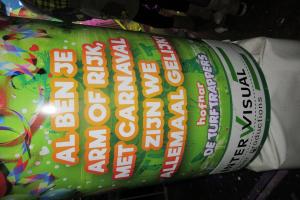 AL BEN JE
ARM OF RIJK,
MET CARNAVAL
ZIJN WE
ALLEMAAL GELIJK!
hofnar
DE TURFTRAPPERS
INTER VISUAL
Productions